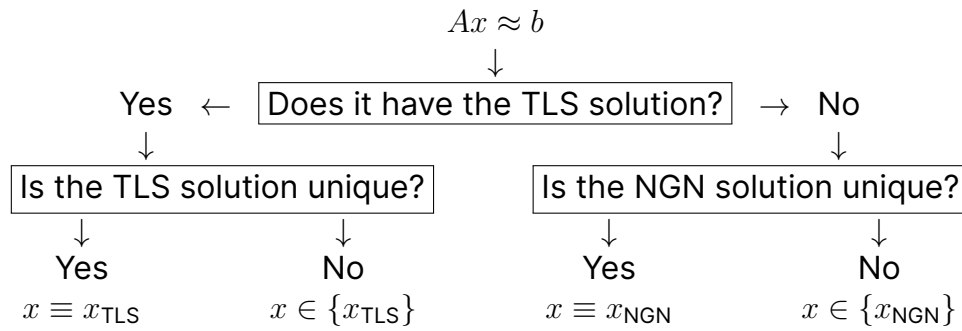 Ax ≈ b
↓
Yes ← Does it have the TLS solution? → No
↓ ↓
Is the TLS solution unique? Is the NGN solution unique?
↓ ↓ ↓ ↓
Yes No Yes No
x ≡ x_TLS x ∈ {x_TLS} x ≡ x_NGN x ∈ {x_NGN}